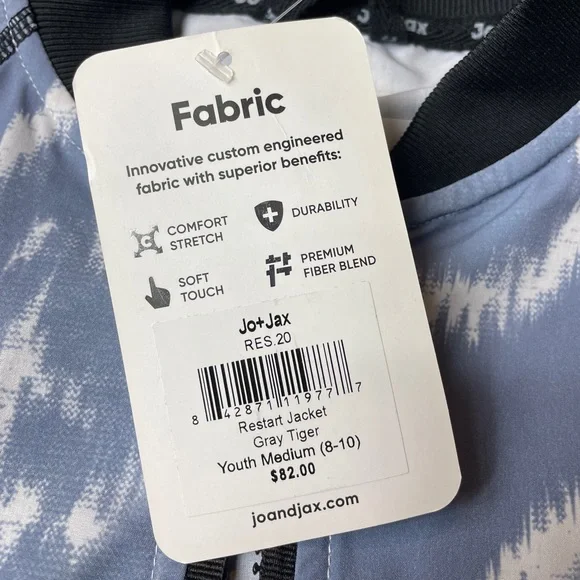 Jo+Jax
Fabric
Innovative custom engineered
fabric with superior benefits:
COMFORT
STRETCH
DURABILITY
SOFT
TOUCH
PREMIUM
FIBER BLEND
Jo+Jax
RES.20
8 42871 11977 7
Restart Jacket
Gray Tiger
Youth Medium (8-10)
$82.00
joandjax.com